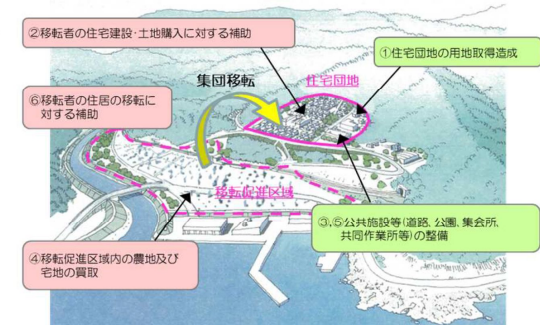 ②移転者の住宅建設・土地購入に対する補助
①住宅団地の用地取得造成
集団移転
住宅団地
⑥移転者の住居の移転に
対する補助
移転促進区域
③,⑤公共施設等(道路、公園、集会所、
共同作業所等)の整備
④移転促進区域内の農地及び
宅地の買取